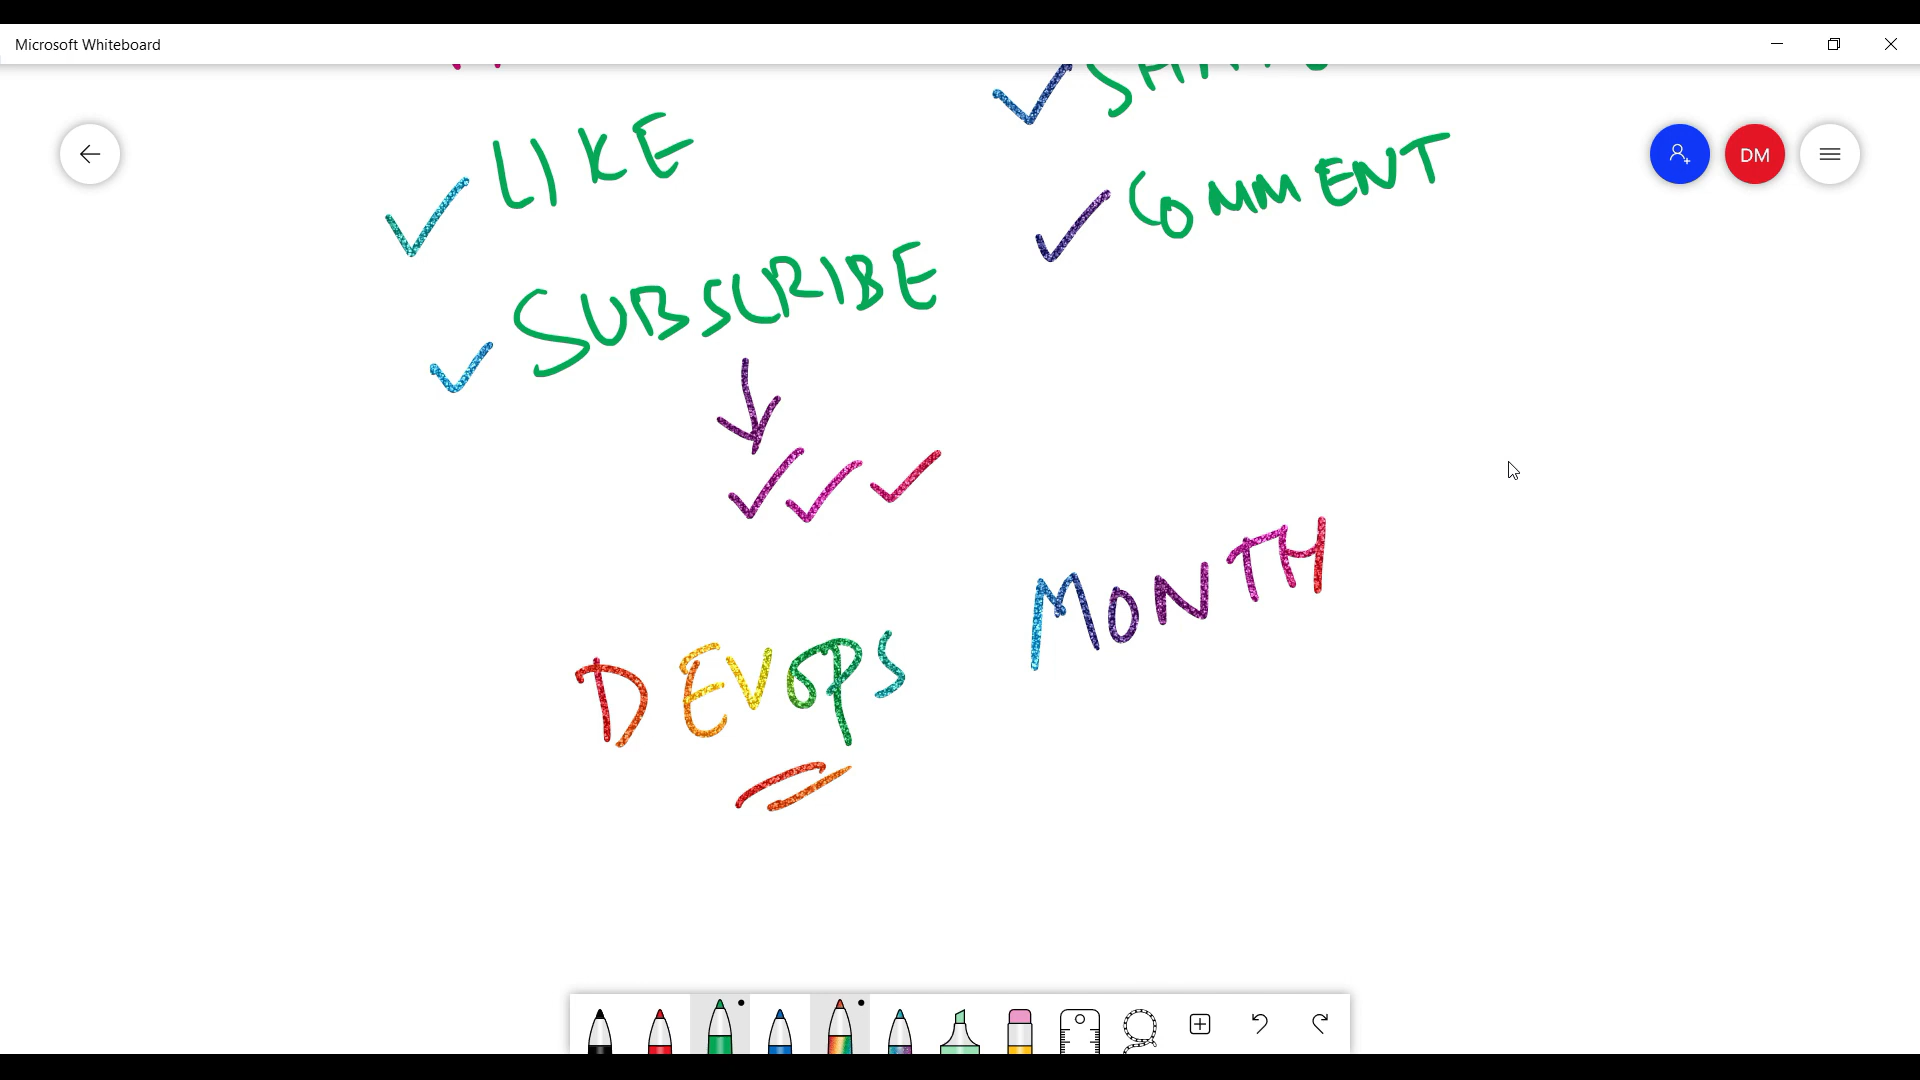 Microsoft Whiteboard
LIKE
COMMENT
SUBSCRIBE
DEVOPS MONTH
DM